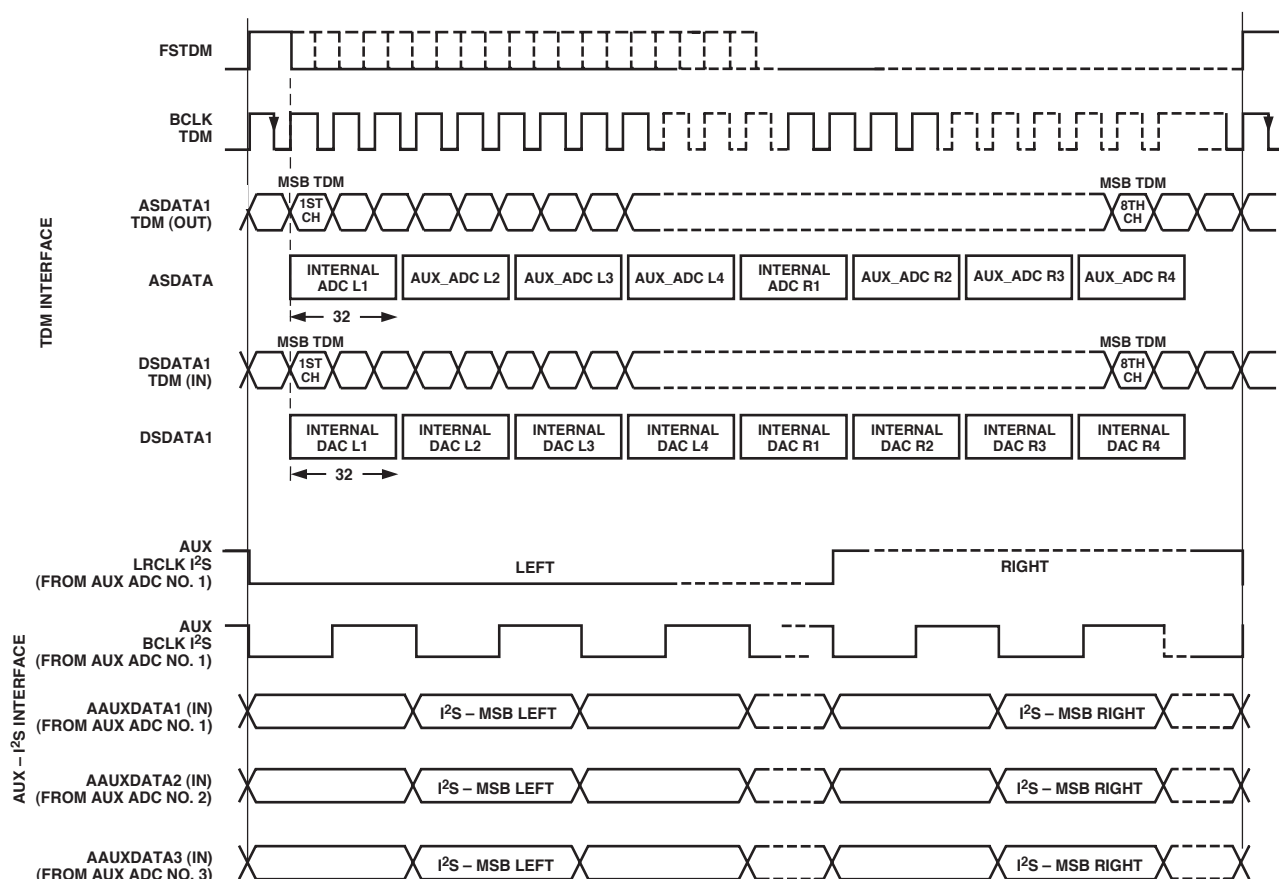 FSTDM
BCLK
TDM
TDM INTERFACE
MSB TDM
MSB TDM
ASDATA1
TDM (OUT)
1ST
CH
8TH
CH
ASDATA
INTERNAL
ADC L1
AUX_ADC L2
AUX_ADC L3
AUX_ADC L4
INTERNAL
ADC R1
AUX_ADC R2
AUX_ADC R3
AUX_ADC R4
32
MSB TDM
MSB TDM
DSDATA1
TDM (IN)
1ST
CH
8TH
CH
DSDATA1
INTERNAL
DAC L1
INTERNAL
DAC L2
INTERNAL
DAC L3
INTERNAL
DAC L4
INTERNAL
DAC R1
INTERNAL
DAC R2
INTERNAL
DAC R3
INTERNAL
DAC R4
32
AUX
LRCLK I²S
(FROM AUX ADC NO. 1)
LEFT
RIGHT
AUX – I²S INTERFACE
AUX
BCLK I²S
(FROM AUX ADC NO. 1)
AAUXDATA1 (IN)
(FROM AUX ADC NO. 1)
I²S – MSB LEFT
I²S – MSB RIGHT
AAUXDATA2 (IN)
(FROM AUX ADC NO. 2)
I²S – MSB LEFT
I²S – MSB RIGHT
AAUXDATA3 (IN)
(FROM AUX ADC NO. 3)
I²S – MSB LEFT
I²S – MSB RIGHT